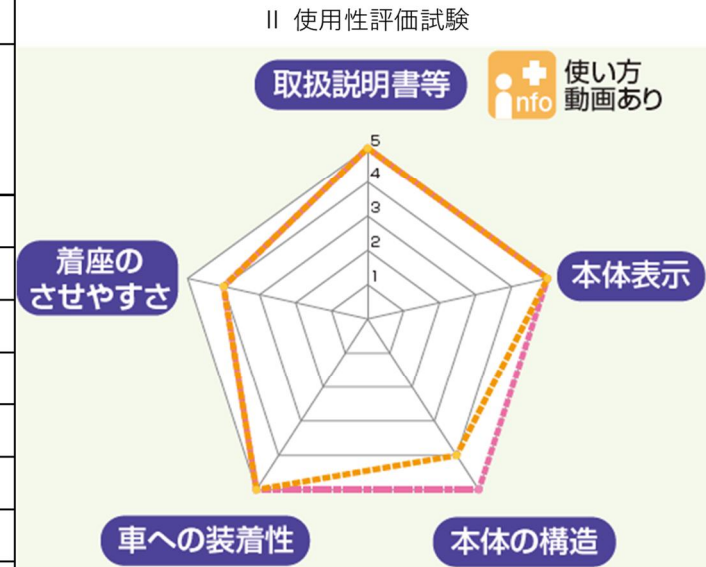 Ⅱ 使用性評価試験
取扱説明書等
nfo
使い方
動画あり
5
4
3
2
1
着座の
させやすさ
本体表示
車への装着性
本体の構造